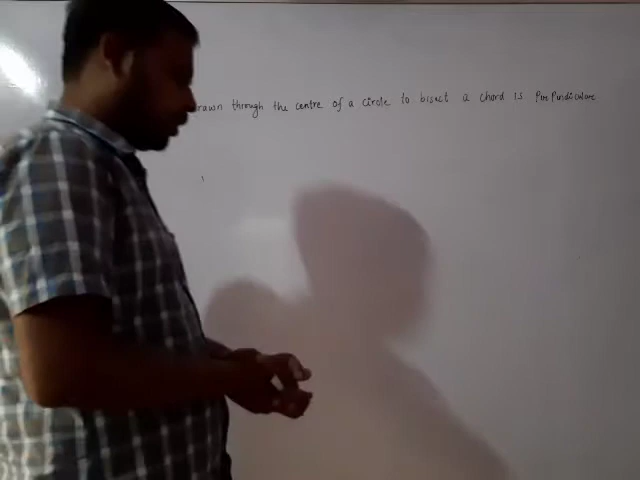 rawn through the centre of a circle to bisect a chord is PerPendicular